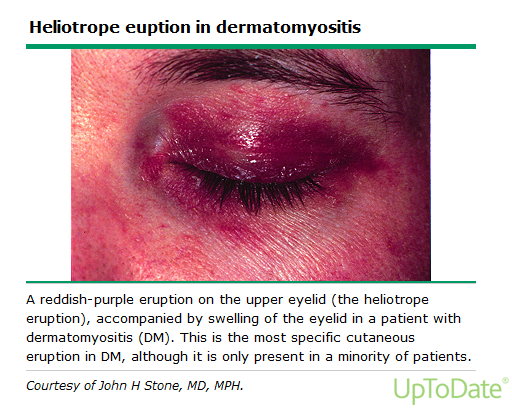 Heliotrope euption in dermatomyositis
A reddish-purple eruption on the upper eyelid (the heliotrope
eruption), accompanied by swelling of the eyelid in a patient with
dermatomyositis (DM). This is the most specific cutaneous
eruption in DM, although it is only present in a minority of patients.
Courtesy of John H Stone, MD, MPH.
UpToDate®